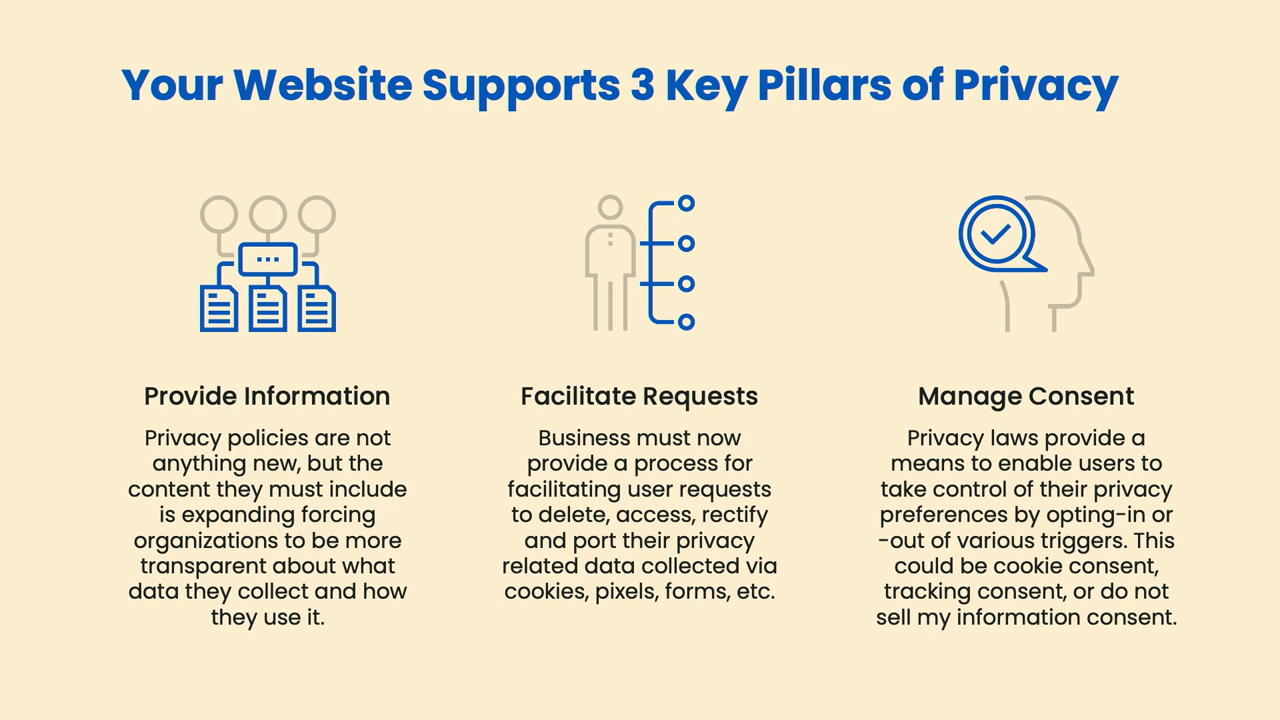 Your Website Supports 3 Key Pillars of Privacy
Provide Information
Privacy policies are not
anything new, but the
content they must include
is expanding forcing
organizations to be more
transparent about what
data they collect and how
they use it.
Facilitate Requests
Business must now
provide a process for
facilitating user requests
to delete, access, rectify
and port their privacy
related data collected via
cookies, pixels, forms, etc.
Manage Consent
Privacy laws provide a
means to enable users to
take control of their privacy
preferences by opting-in or
-out of various triggers. This
could be cookie consent,
tracking consent, or do not
sell my information consent.